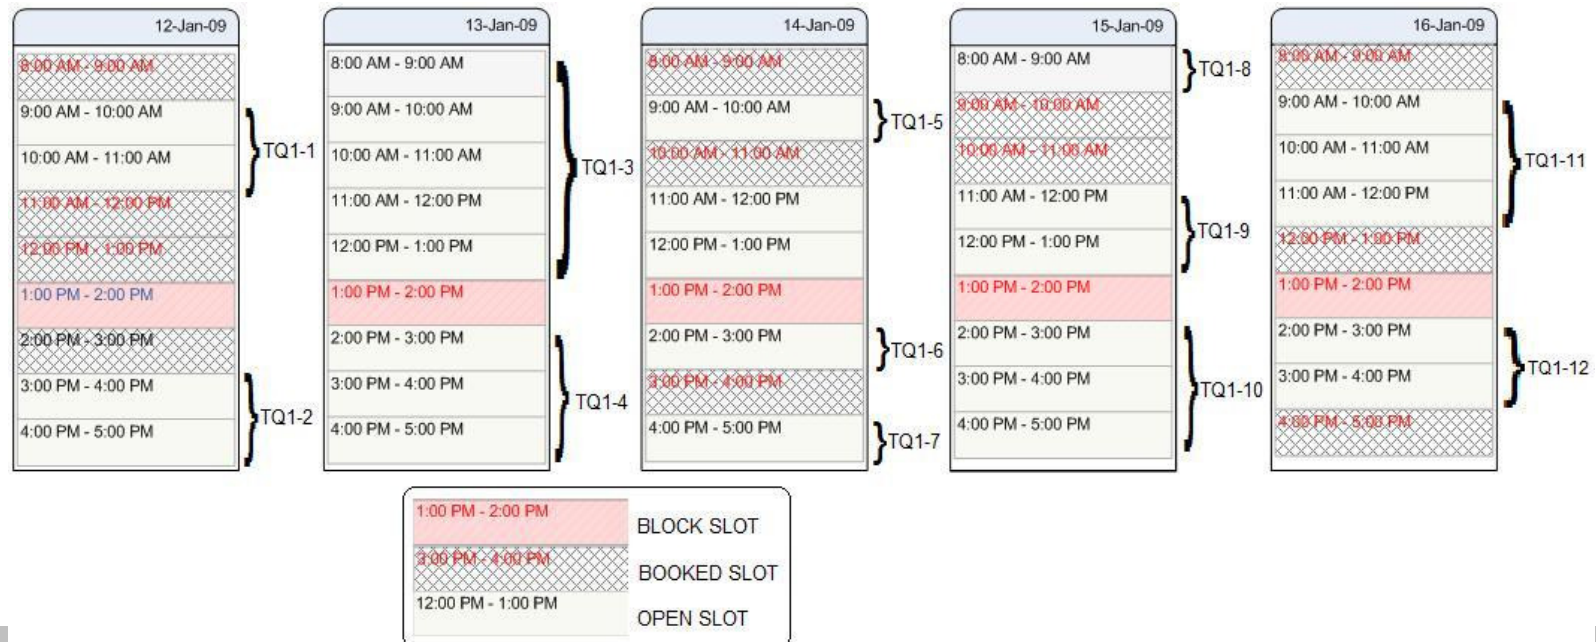 12-Jan-09
8:00 AM - 9:00 AM
9:00 AM - 10:00 AM
10:00 AM - 11:00 AM
11:00 AM - 12:00 PM
12:00 PM - 1:00 PM
1:00 PM - 2:00 PM
2:00 PM - 3:00 PM
3:00 PM - 4:00 PM
4:00 PM - 5:00 PM
TQ1-1
TQ1-2
13-Jan-09
8:00 AM - 9:00 AM
9:00 AM - 10:00 AM
10:00 AM - 11:00 AM
11:00 AM - 12:00 PM
12:00 PM - 1:00 PM
1:00 PM - 2:00 PM
2:00 PM - 3:00 PM
3:00 PM - 4:00 PM
4:00 PM - 5:00 PM
TQ1-3
TQ1-4
14-Jan-09
8:00 AM - 9:00 AM
9:00 AM - 10:00 AM
10:00 AM - 11:00 AM
11:00 AM - 12:00 PM
12:00 PM - 1:00 PM
1:00 PM - 2:00 PM
2:00 PM - 3:00 PM
3:00 PM - 4:00 PM
4:00 PM - 5:00 PM
TQ1-5
TQ1-6
TQ1-7
15-Jan-09
8:00 AM - 9:00 AM
9:00 AM - 10:00 AM
10:00 AM - 11:00 AM
11:00 AM - 12:00 PM
12:00 PM - 1:00 PM
1:00 PM - 2:00 PM
2:00 PM - 3:00 PM
3:00 PM - 4:00 PM
4:00 PM - 5:00 PM
TQ1-8
TQ1-9
TQ1-10
16-Jan-09
8:00 AM - 9:00 AM
9:00 AM - 10:00 AM
10:00 AM - 11:00 AM
11:00 AM - 12:00 PM
12:00 PM - 1:00 PM
1:00 PM - 2:00 PM
2:00 PM - 3:00 PM
3:00 PM - 4:00 PM
4:00 PM - 5:00 PM
TQ1-11
TQ1-12
1:00 PM - 2:00 PM BLOCK SLOT
3:00 PM - 4:00 PM BOOKED SLOT
12:00 PM - 1:00 PM OPEN SLOT